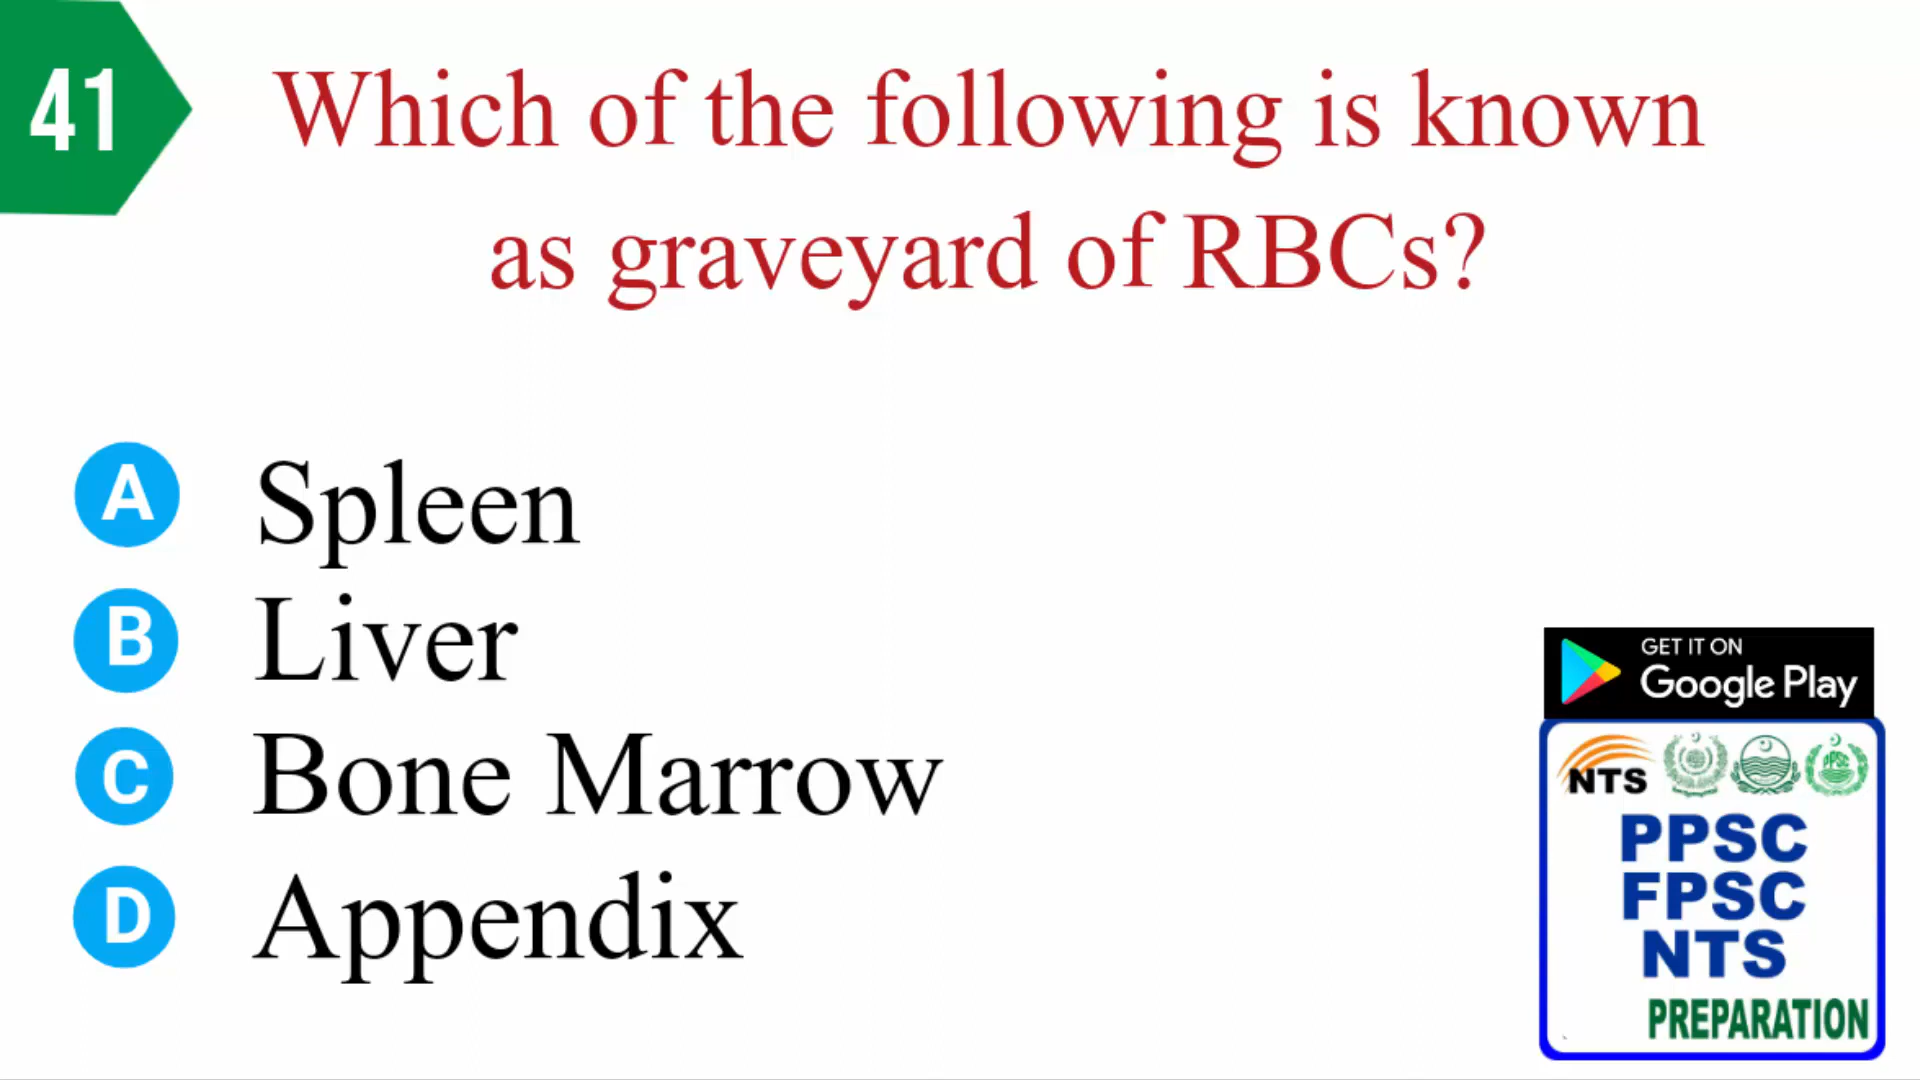 41
Which of the following is known
as graveyard of RBCs?
A Spleen
B Liver
C Bone Marrow
D Appendix
GET IT ON
Google Play
NTS
PPSC
PPSC
FPSC
NTS
PREPARATION